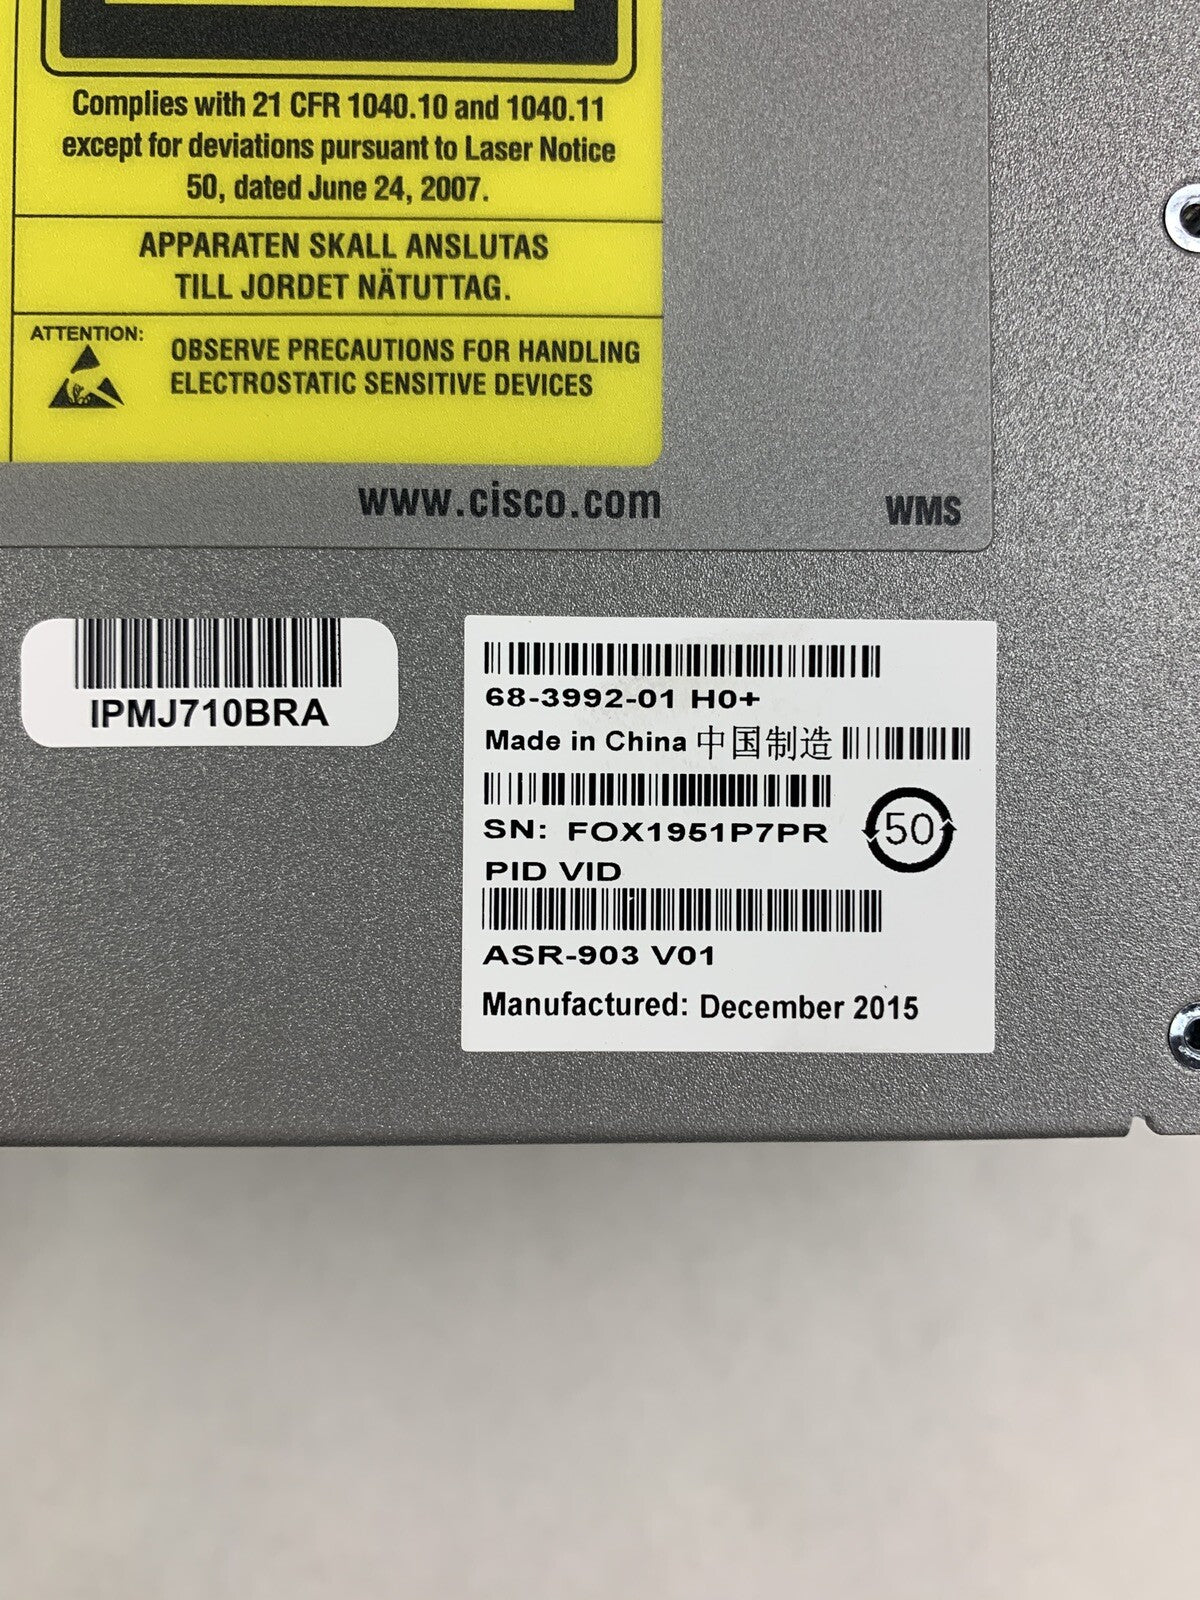 Complies with 21 CFR 1040.10 and 1040.11
except for deviations pursuant to Laser Notice
50, dated June 24, 2007.
APPARATEN SKALL ANSLUTAS
TILL JORDET NÄTUTTAG.
ATTENTION:
OBSERVE PRECAUTIONS FOR HANDLING
ELECTROSTATIC SENSITIVE DEVICES
www.cisco.com
WMS
IPMJ710BRA
68-3992-01 H0+
Made in China 中国制造
SN: FOX1951P7PR
50
PID VID
ASR-903 V01
Manufactured: December 2015